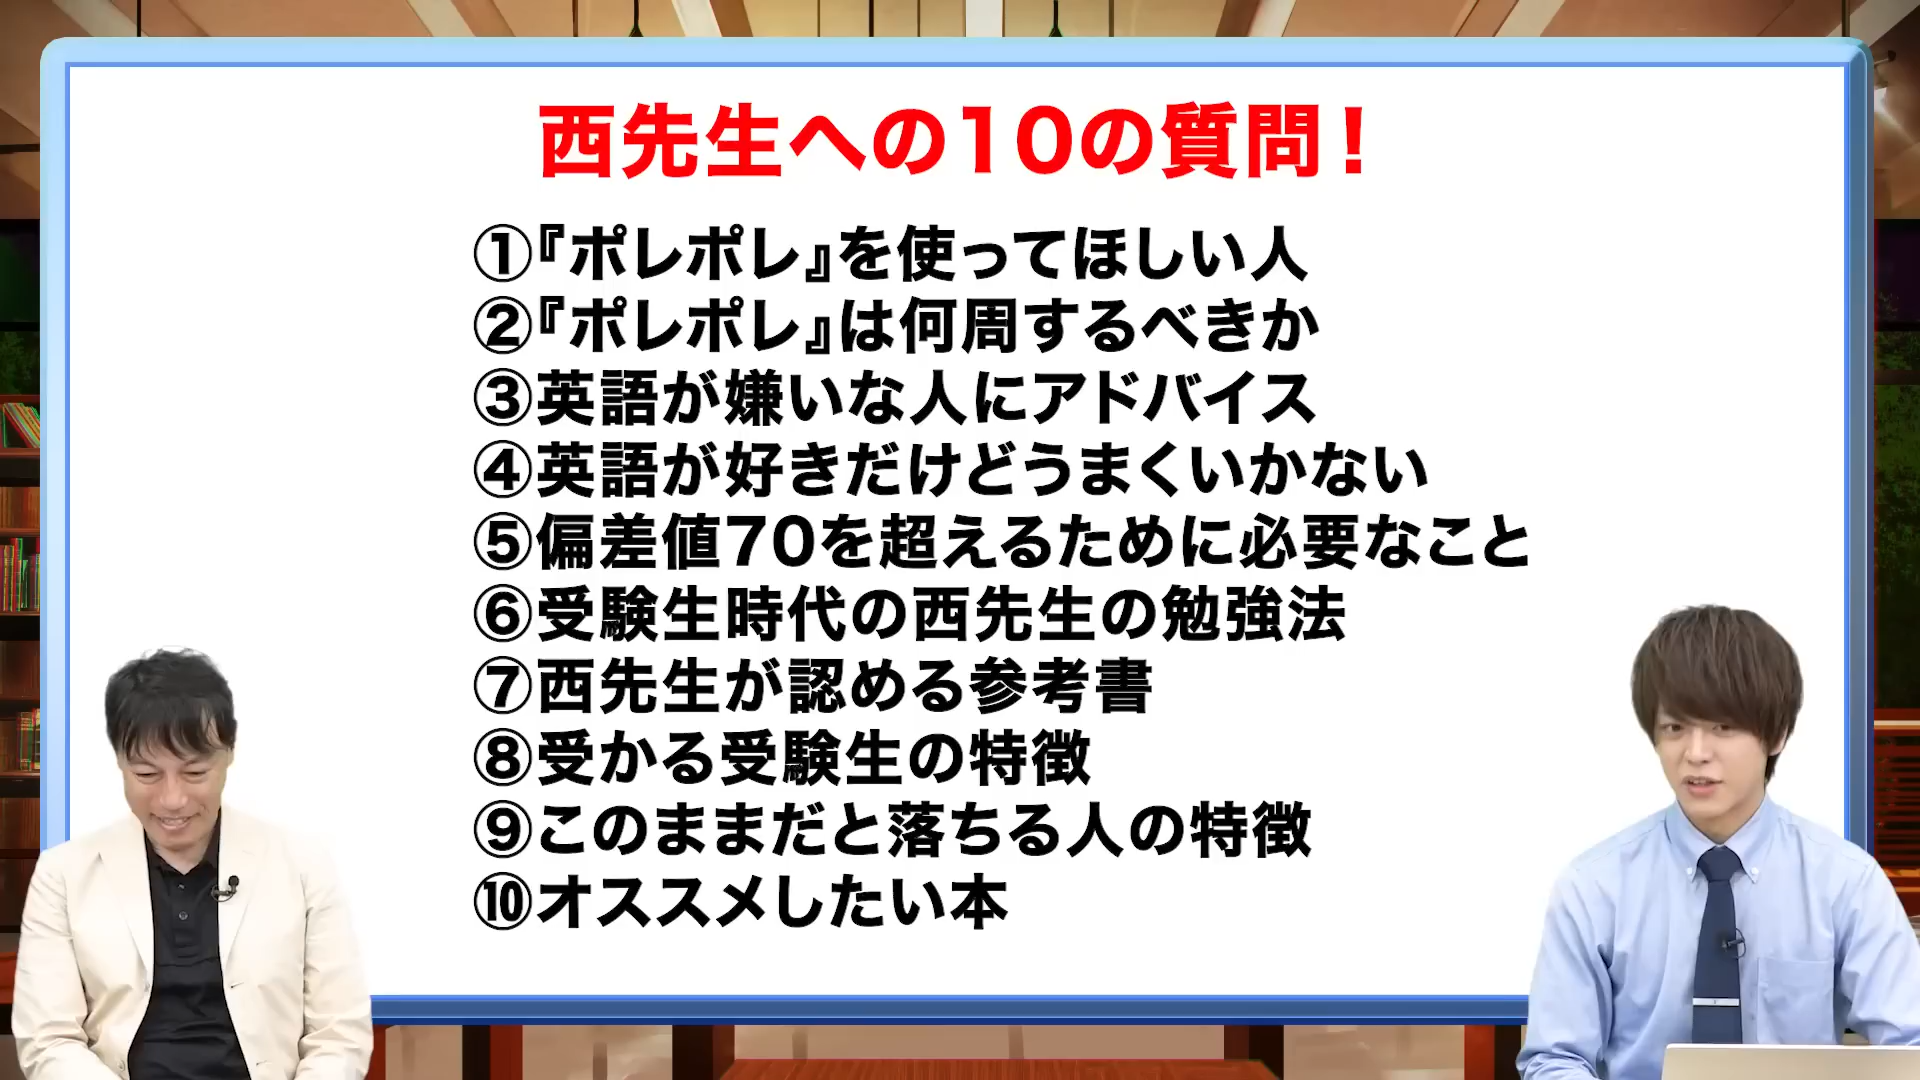 西先生への10の質問！
①『ポレポレ』を使ってほしい人
②『ポレポレ』は何周するべきか
③英語が嫌いな人にアドバイス
④英語が好きだけどうまくいかない
⑤偏差値70を超えるために必要なこと
⑥受験生時代の西先生の勉強法
⑦西先生が認める参考書
⑧受かる受験生の特徴
⑨このままだと落ちる人の特徴
⑩オススメしたい本